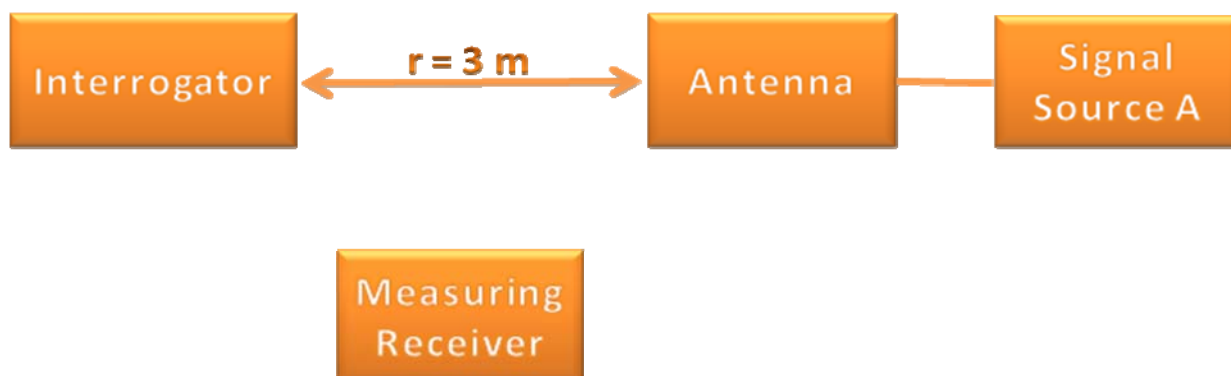 Interrogator
r = 3 m
Antenna
Signal
Source A
Measuring
Receiver